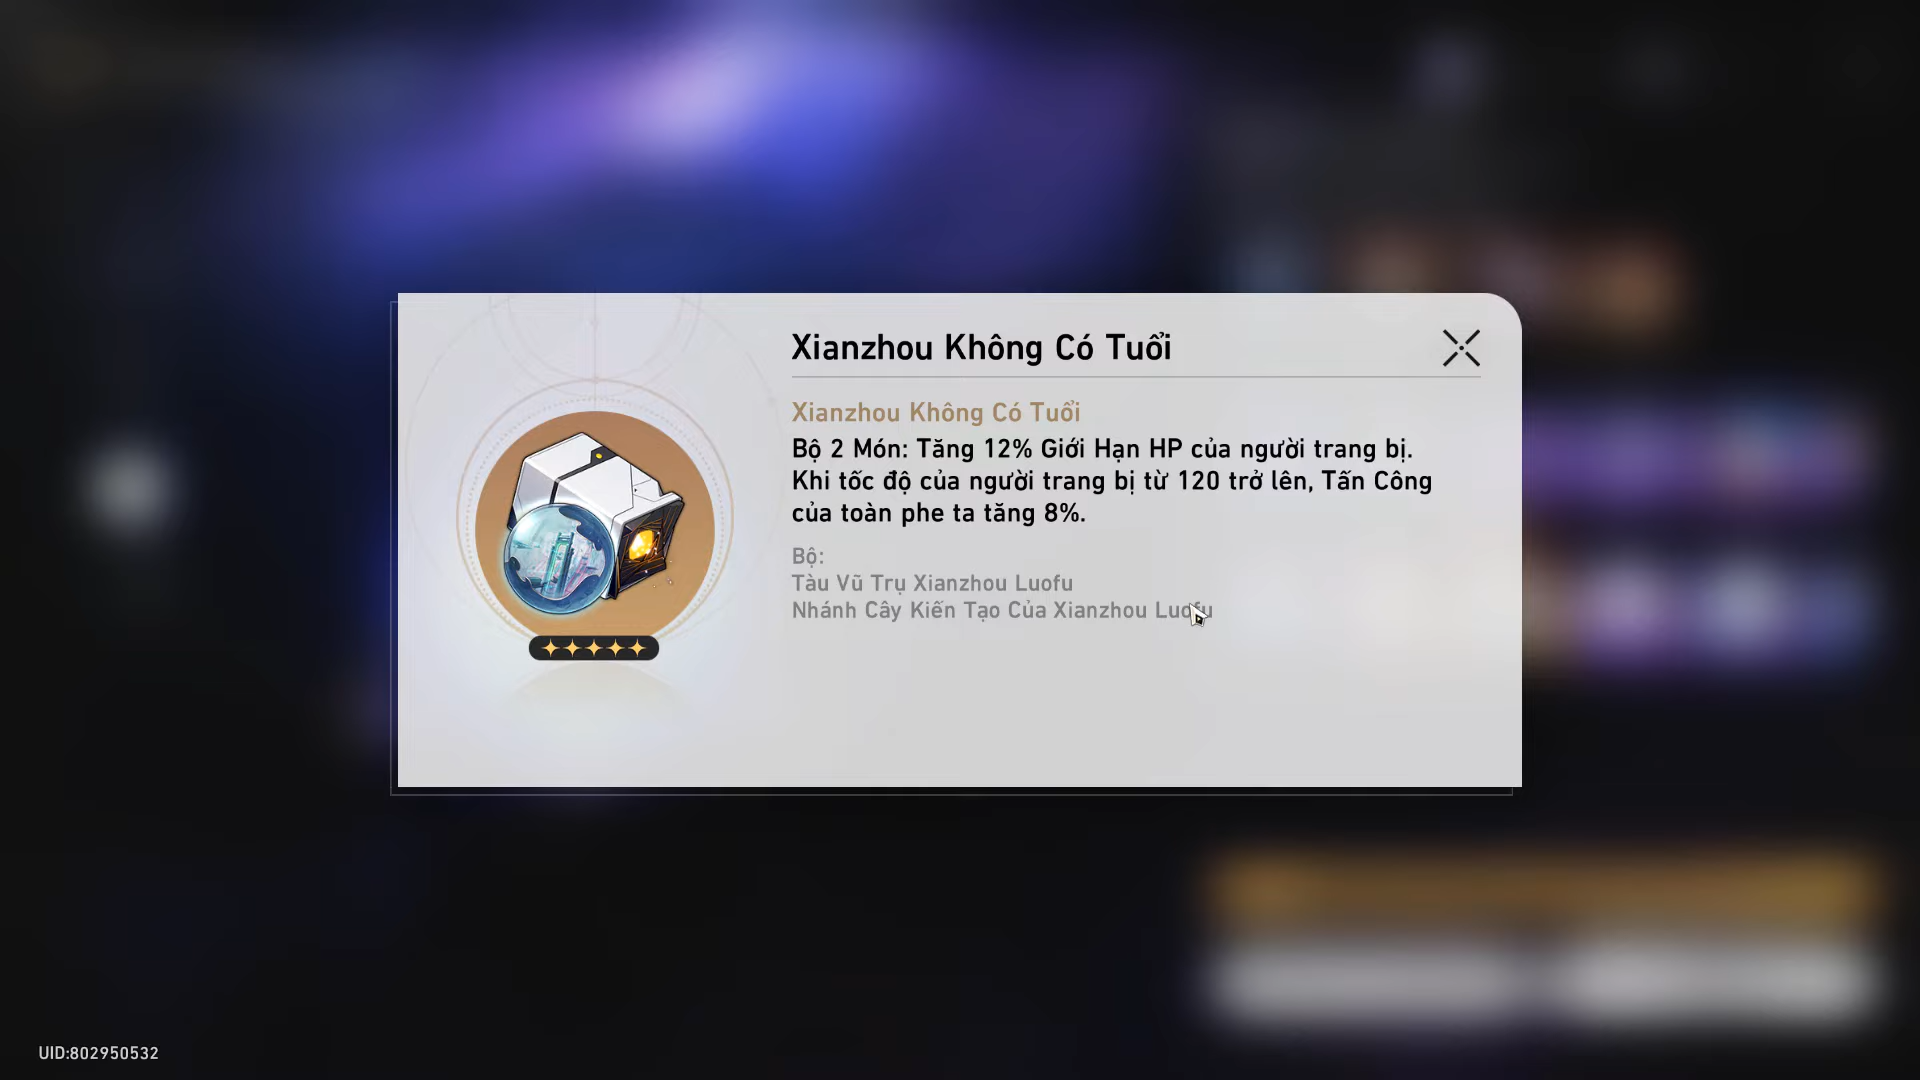 Xianzhou Không Có Tuổi
Xianzhou Không Có Tuổi
Bộ 2 Món: Tăng 12% Giới Hạn HP của người trang bị.
Khi tốc độ của người trang bị từ 120 trở lên, Tấn Công
của toàn phe ta tăng 8%.
Bộ:
Tàu Vũ Trụ Xianzhou Luofu
Nhánh Cây Kiến Tạo Của Xianzhou Luofu
UID:802950532